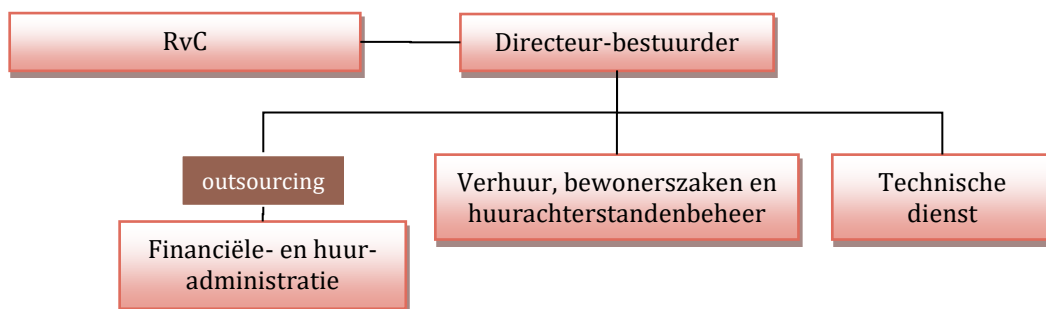 RvC
Directeur-bestuurder
outsourcing
Financiële- en huur-
administratie
Verhuur, bewonerszaken en
huurachterstandenbeheer
Technische
dienst